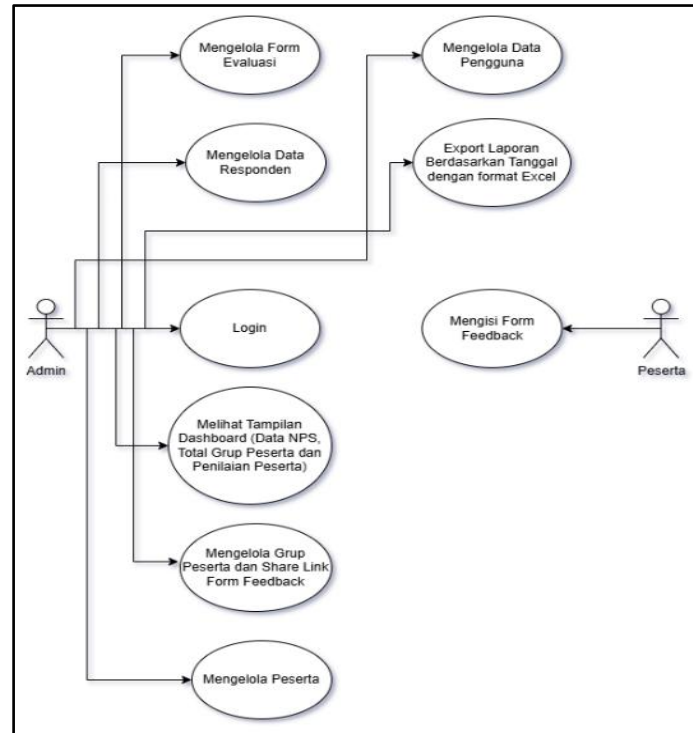 Mengelola Form
Evaluasi
Mengelola Data
Pengguna
Mengelola Data
Responden
Export Laporan
Berdasarkan Tanggal
dengan format Excel
Admin
Login
Mengisi Form
Feedback
Peserta
Melihat Tampilan
Dashboard (Data NPS,
Total Grup Peserta dan
Penilaian Peserta)
Mengelola Grup
Peserta dan Share Link
Form Feedback
Mengelola Peserta